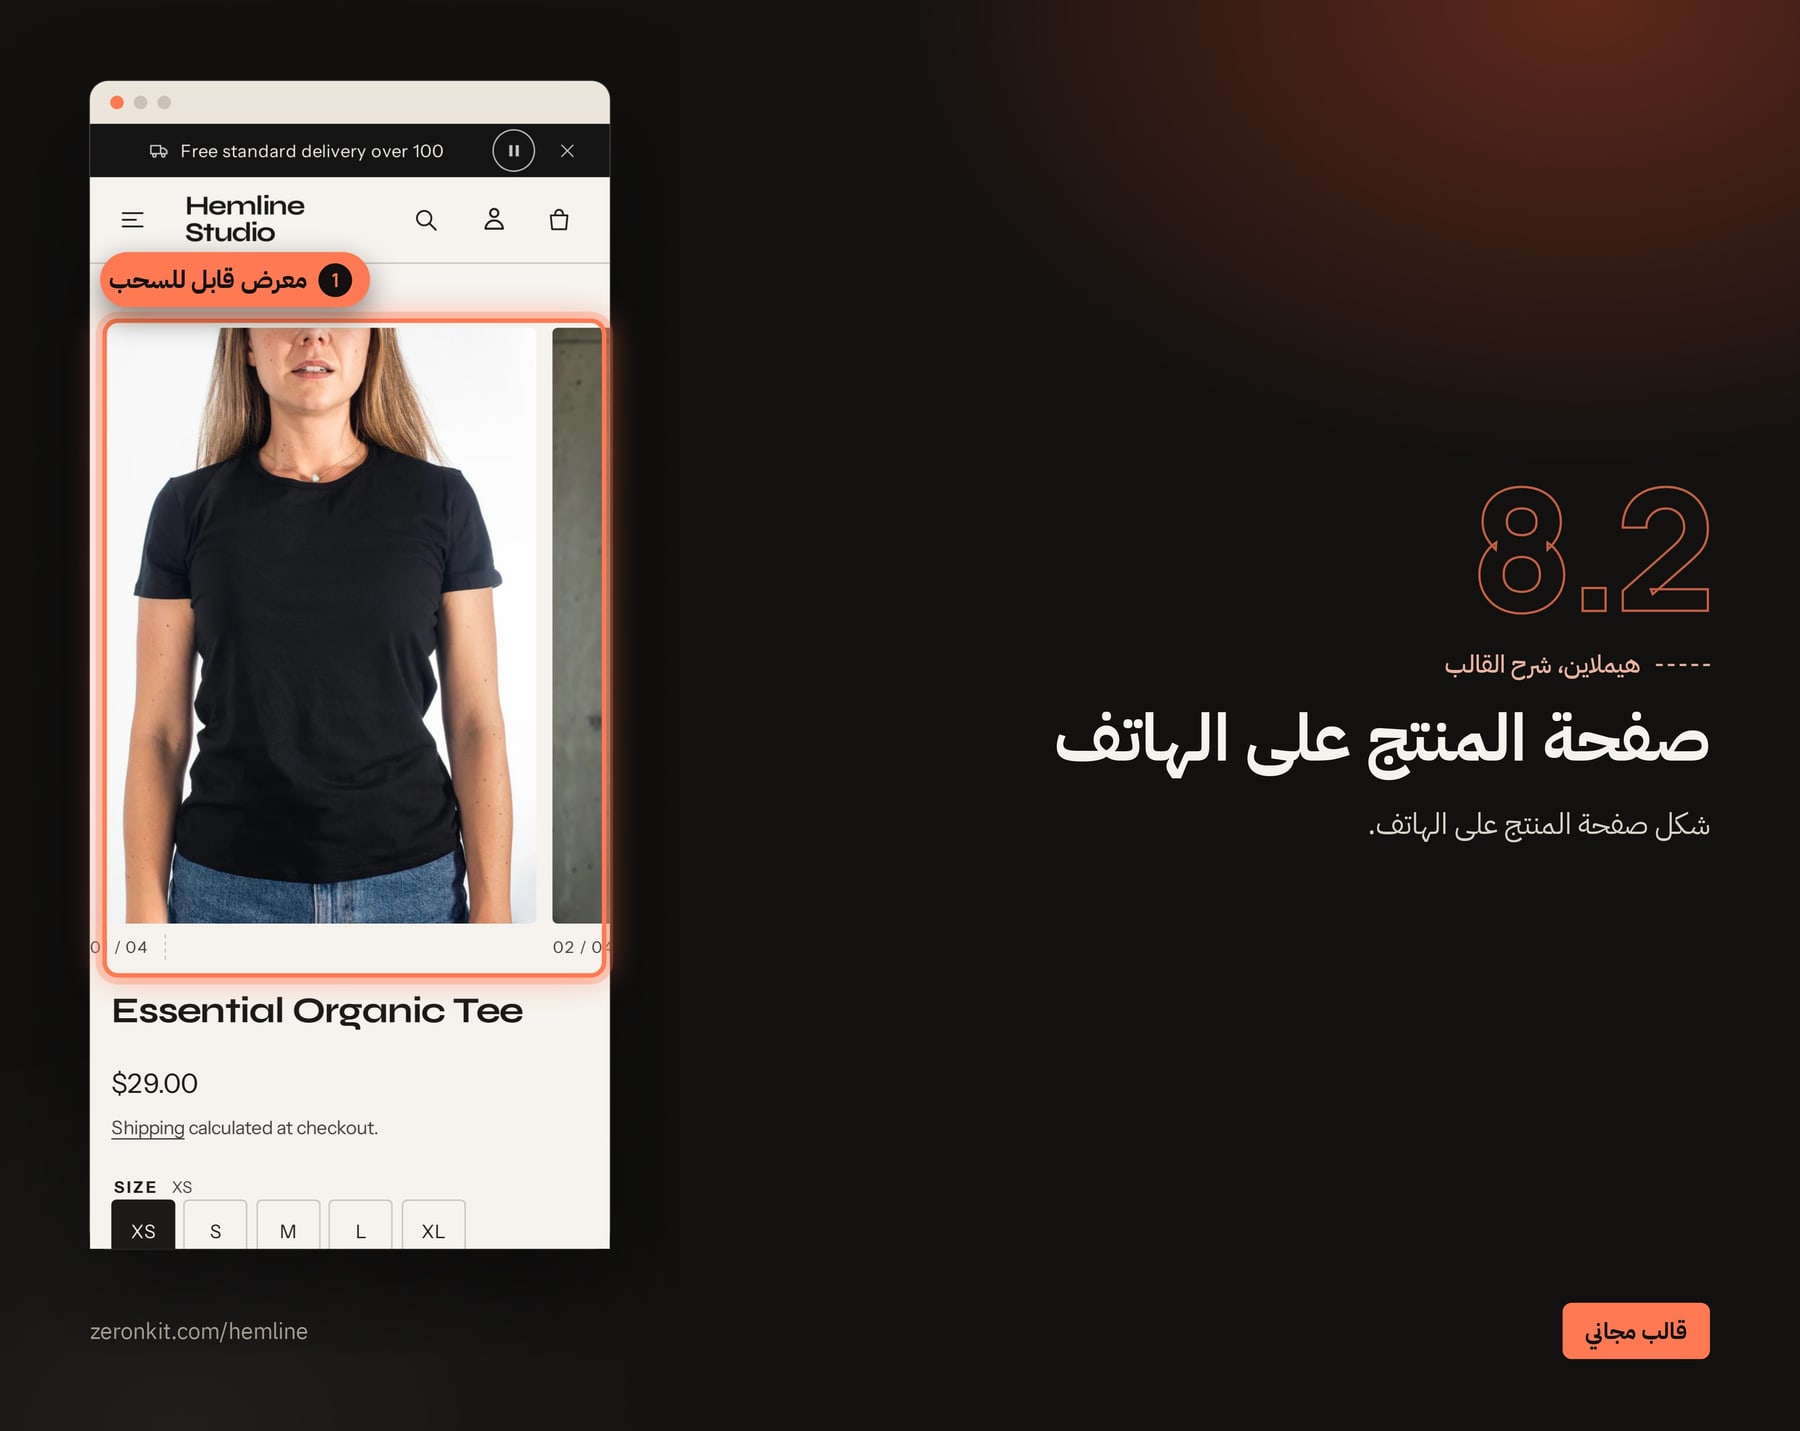 Free standard delivery over 100
Hemline
Studio
1 معرض قابل للسحب
/ 04
02 / 04
Essential Organic Tee
$29.00
Shipping calculated at checkout.
SIZE XS
XS S M L XL
8.2
هيملاين، شرح القالب
صفحة المنتج على الهاتف
شكل صفحة المنتج على الهاتف.
zeronkit.com/hemline
قالب مجاني